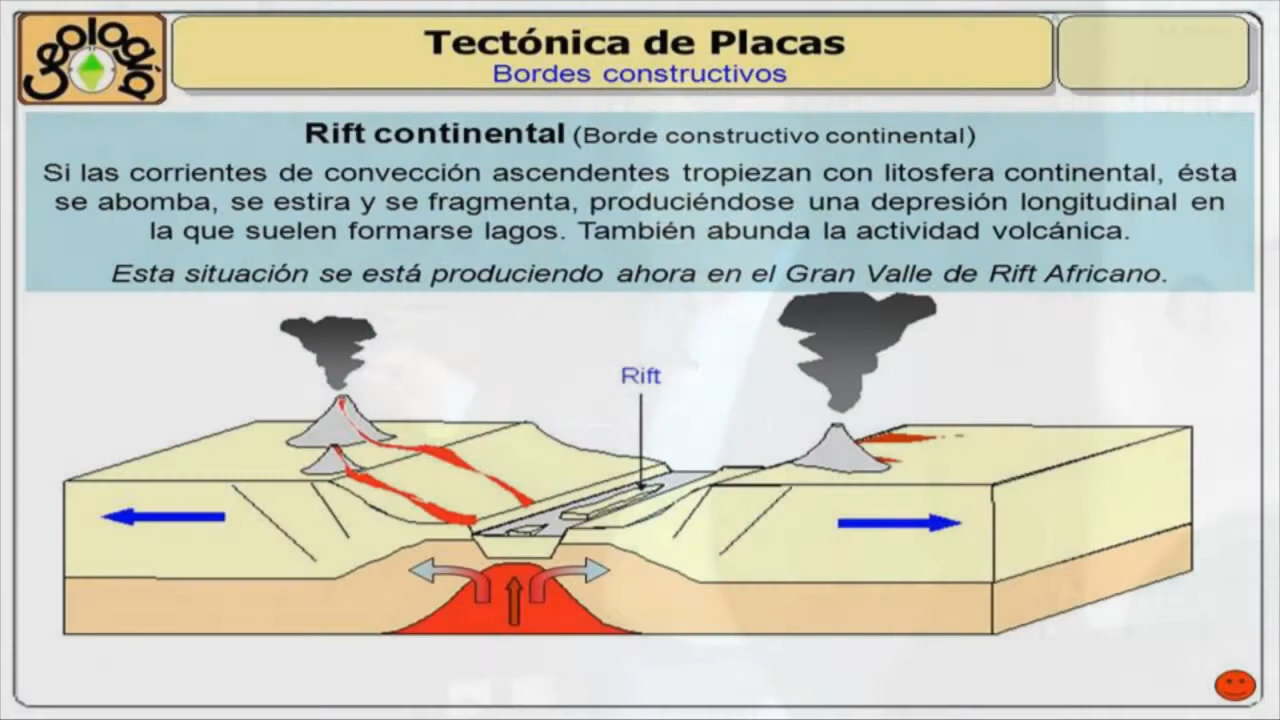 Geología
Tectónica de Placas
Bordes constructivos
Rift continental (Borde constructivo continental)
Si las corrientes de convección ascendentes tropiezan con litosfera continental, ésta
se abomba, se estira y se fragmenta, produciéndose una depresión longitudinal en
la que suelen formarse lagos. También abunda la actividad volcánica.
Esta situación se está produciendo ahora en el Gran Valle de Rift Africano.
Rift